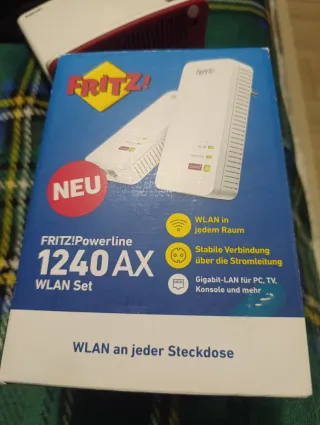 FRITZ!
NEU
FRITZ!Powerline
1240 AX
WLAN Set
WLAN in
jedem Raum
Stabile Verbindung
über die Stromleitung
Gigabit-LAN für PC, TV,
Konsole und mehr
WLAN an jeder Steckdose